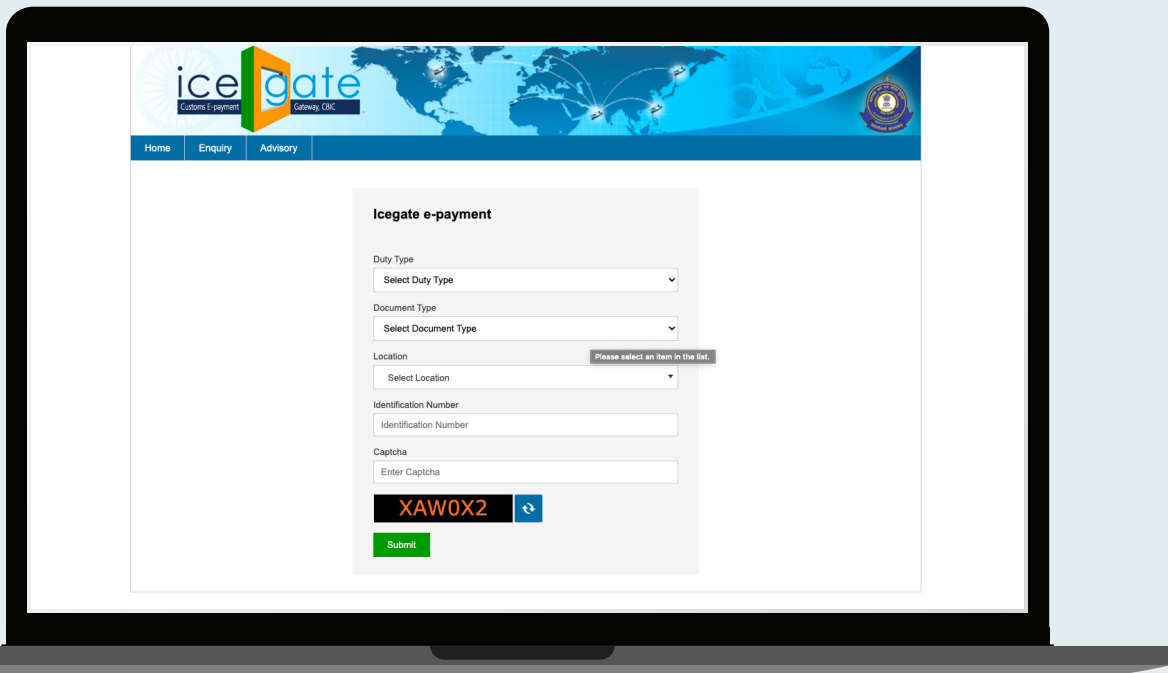 ice gate
Customs E-payment Gateway, CBIC
Home Enquiry Advisory
Icegate e-payment
Duty Type
Select Duty Type
Document Type
Select Document Type
Please select an item in the list.
Location
Select Location
Identification Number
Identification Number
Captcha
Enter Captcha
XAW0X2
Submit